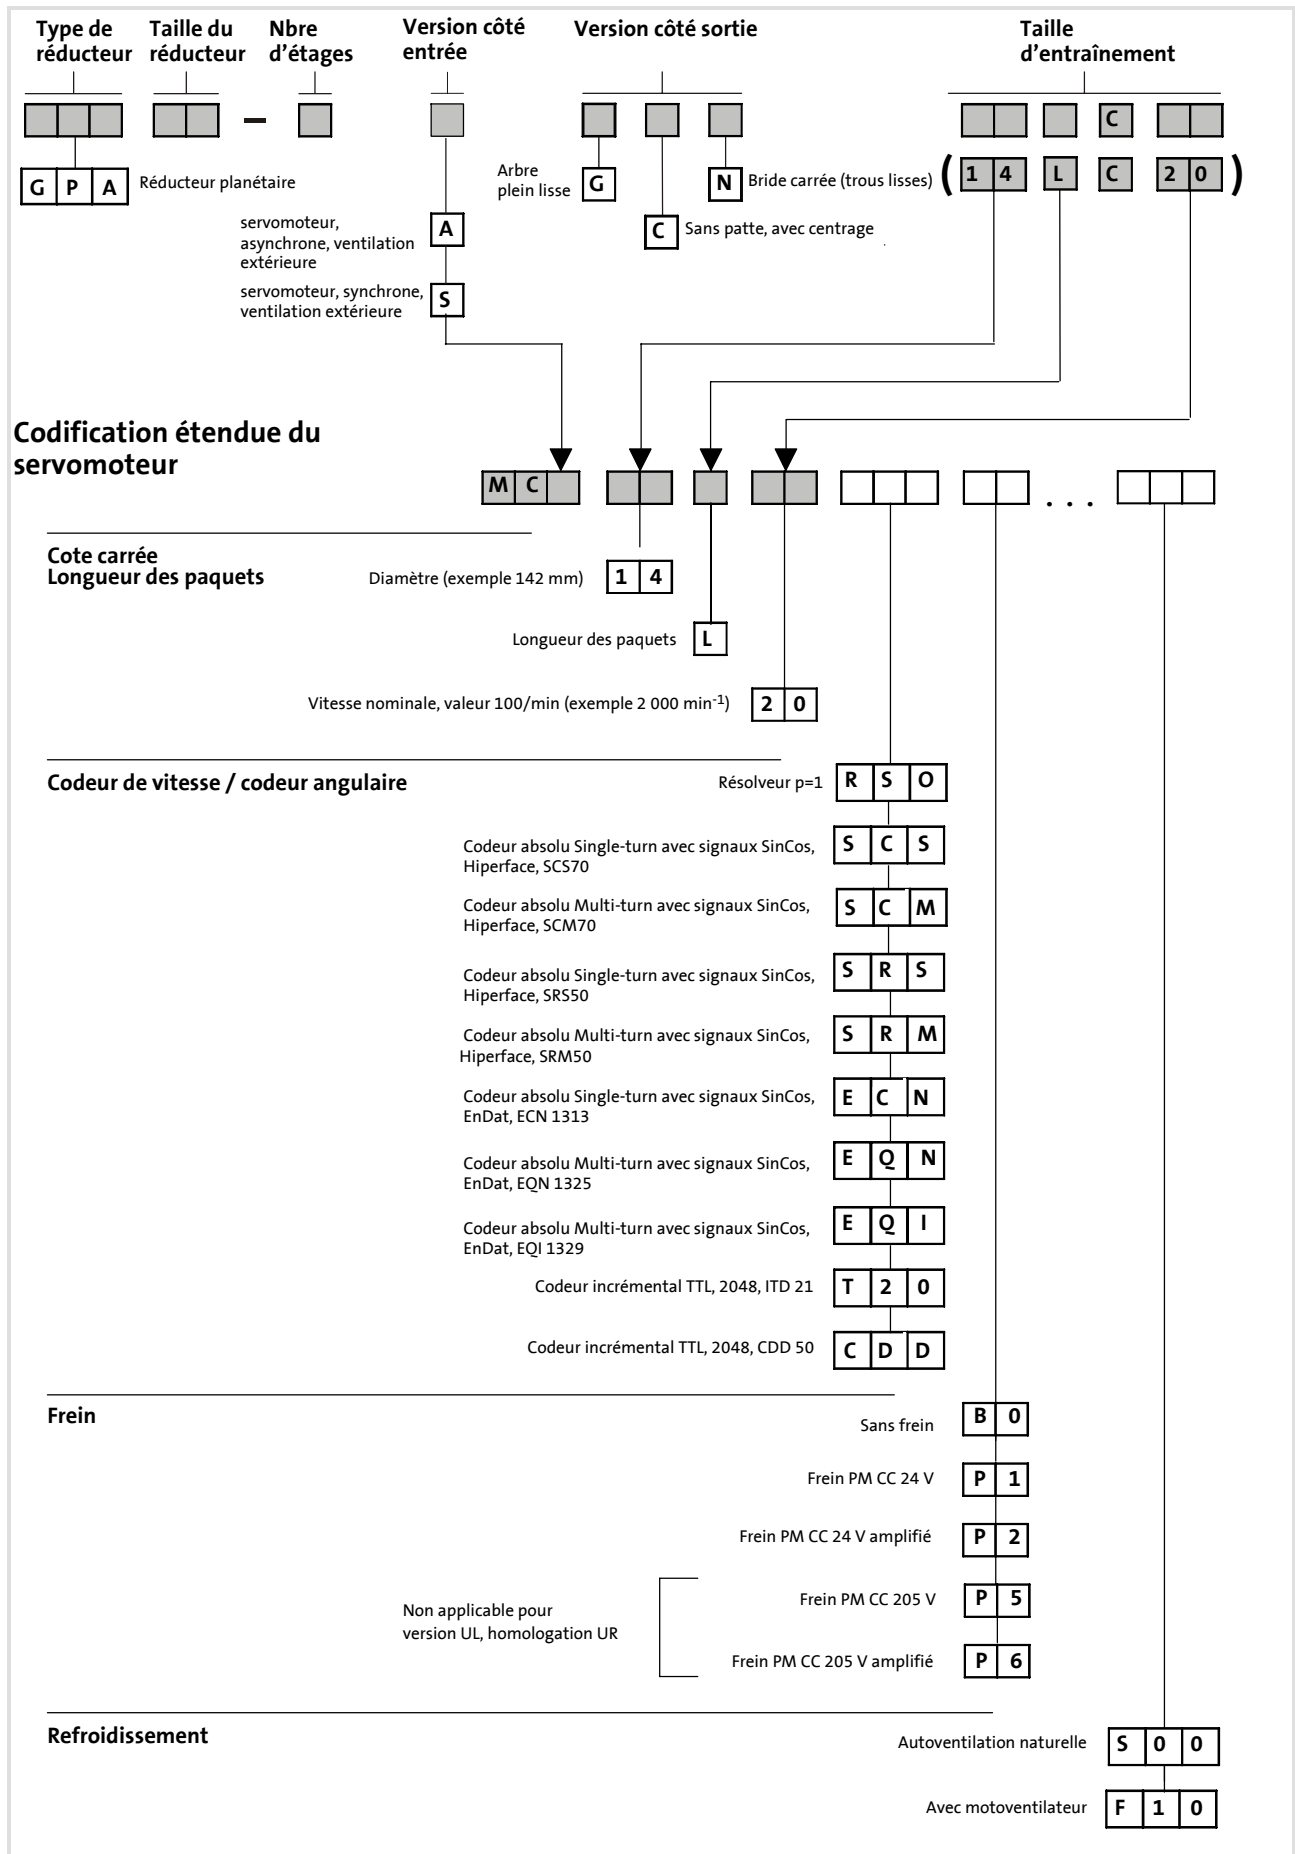 Type de réducteur
Taille du réducteur
Nbre d'étages
Version côté entrée
Version côté sortie
Taille d'entraînement
C
G P A
Réducteur planétaire
Arbre plein lisse
G
N
Bride carrée (trous lisses)
( 1 4 L C 2 0 )
C
Sans patte, avec centrage
servomoteur,
asynchrone, ventilation
extérieure
A
servomoteur, synchrone,
ventilation extérieure
S
Codification étendue du
servomoteur
M C
. . .
Cote carrée
Longueur des paquets
Diamètre (exemple 142 mm)
1 4
Longueur des paquets
L
Vitesse nominale, valeur 100/min (exemple 2 000 min-1)
2 0
Codeur de vitesse / codeur angulaire
Résolveur p=1
R S O
Codeur absolu Single-turn avec signaux SinCos,
Hiperface, SCS70
S C S
Codeur absolu Multi-turn avec signaux SinCos,
Hiperface, SCM70
S C M
Codeur absolu Single-turn avec signaux SinCos,
Hiperface, SRS50
S R S
Codeur absolu Multi-turn avec signaux SinCos,
Hiperface, SRM50
S R M
Codeur absolu Single-turn avec signaux SinCos,
EnDat, ECN 1313
E C N
Codeur absolu Multi-turn avec signaux SinCos,
EnDat, EQN 1325
E Q N
Codeur absolu Multi-turn avec signaux SinCos,
EnDat, EQI 1329
E Q I
Codeur incrémental TTL, 2048, ITD 21
T 2 0
Codeur incrémental TTL, 2048, CDD 50
C D D
Frein
Sans frein
B 0
Frein PM CC 24 V
P 1
Frein PM CC 24 V amplifié
P 2
Non applicable pour
version UL, homologation UR
Frein PM CC 205 V
P 5
Frein PM CC 205 V amplifié
P 6
Refroidissement
Autoventilation naturelle
S 0 0
Avec motoventilateur
F 1 0